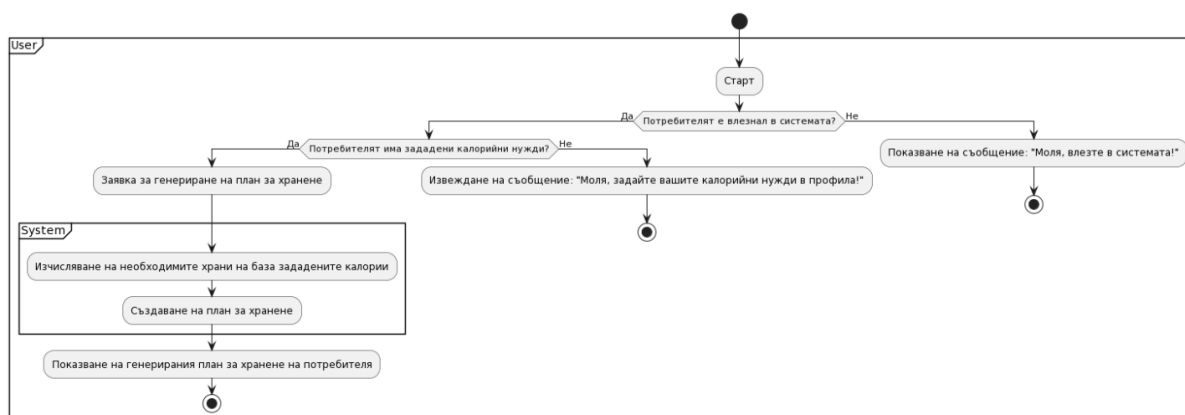 User
Старт
Да
Потребителят е влезнал в системата?
Не
Да
Потребителят има зададени калорийни нужди?
Не
Показване на съобщение: "Моля, влезте в системата!"
Заявка за генериране на план за хранене
Извеждане на съобщение: "Моля, задайте вашите калорийни нужди в профила!"
System
Изчисляване на необходимите храни на база зададените калории
Създаване на план за хранене
Показване на генерирания план за хранене на потребителя